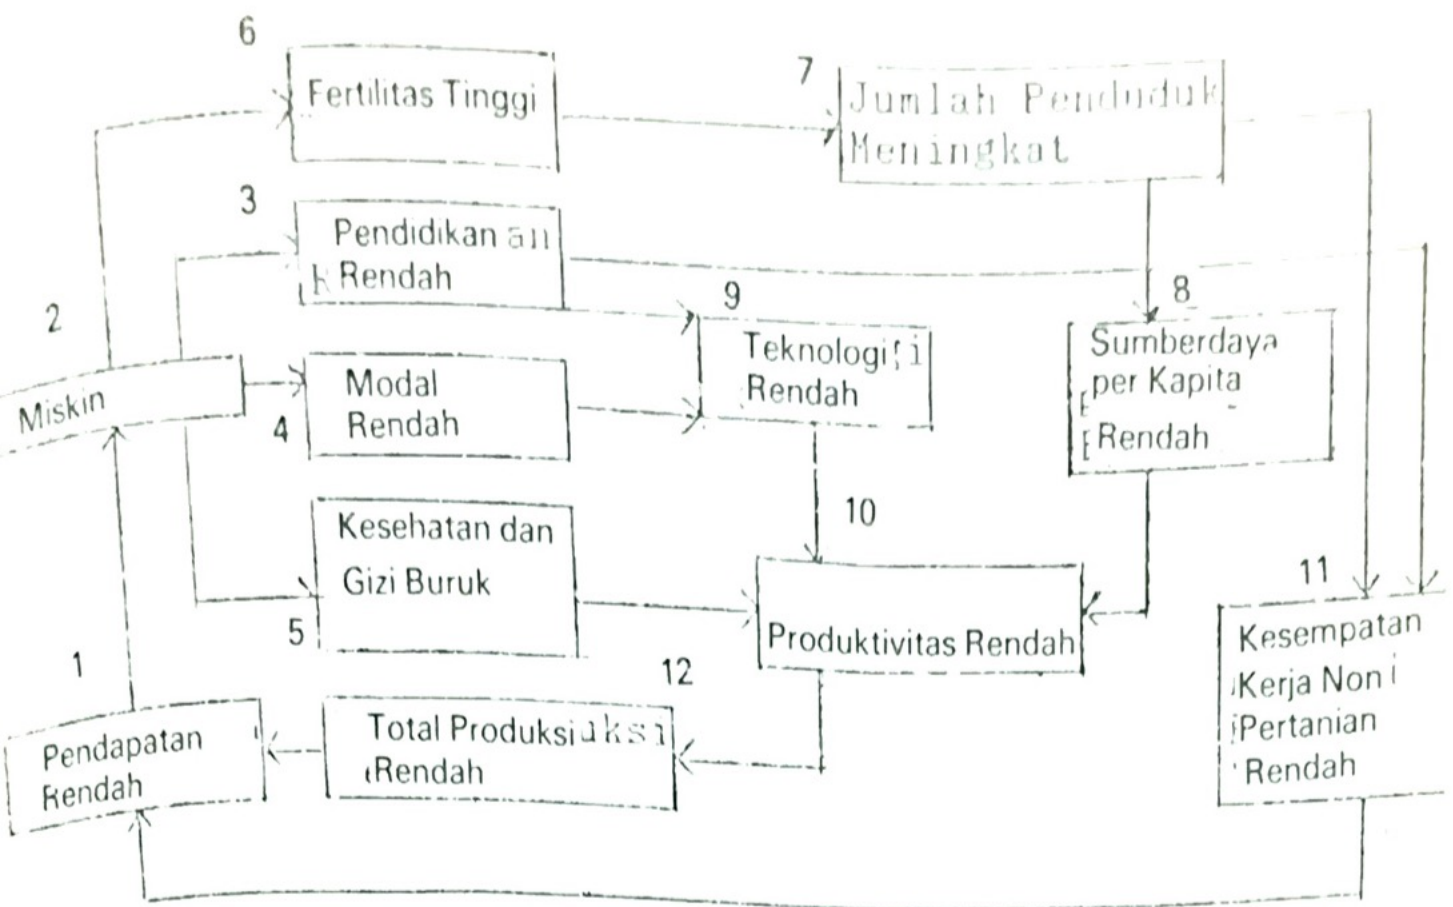 6
Fertilitas Tinggi
7
Jumlah Penduduk
Meningkat
3
Pendidikan
Rendah
2
9
Teknologi
Rendah
8
Sumberdaya
per Kapita
Rendah
Miskin
4
Modal
Rendah
10
Kesehatan dan
Gizi Buruk
5
Produktivitas Rendah
11
Kesempatan
Kerja Non
Pertanian
Rendah
1
12
Pendapatan
Rendah
Total Produksi
Rendah